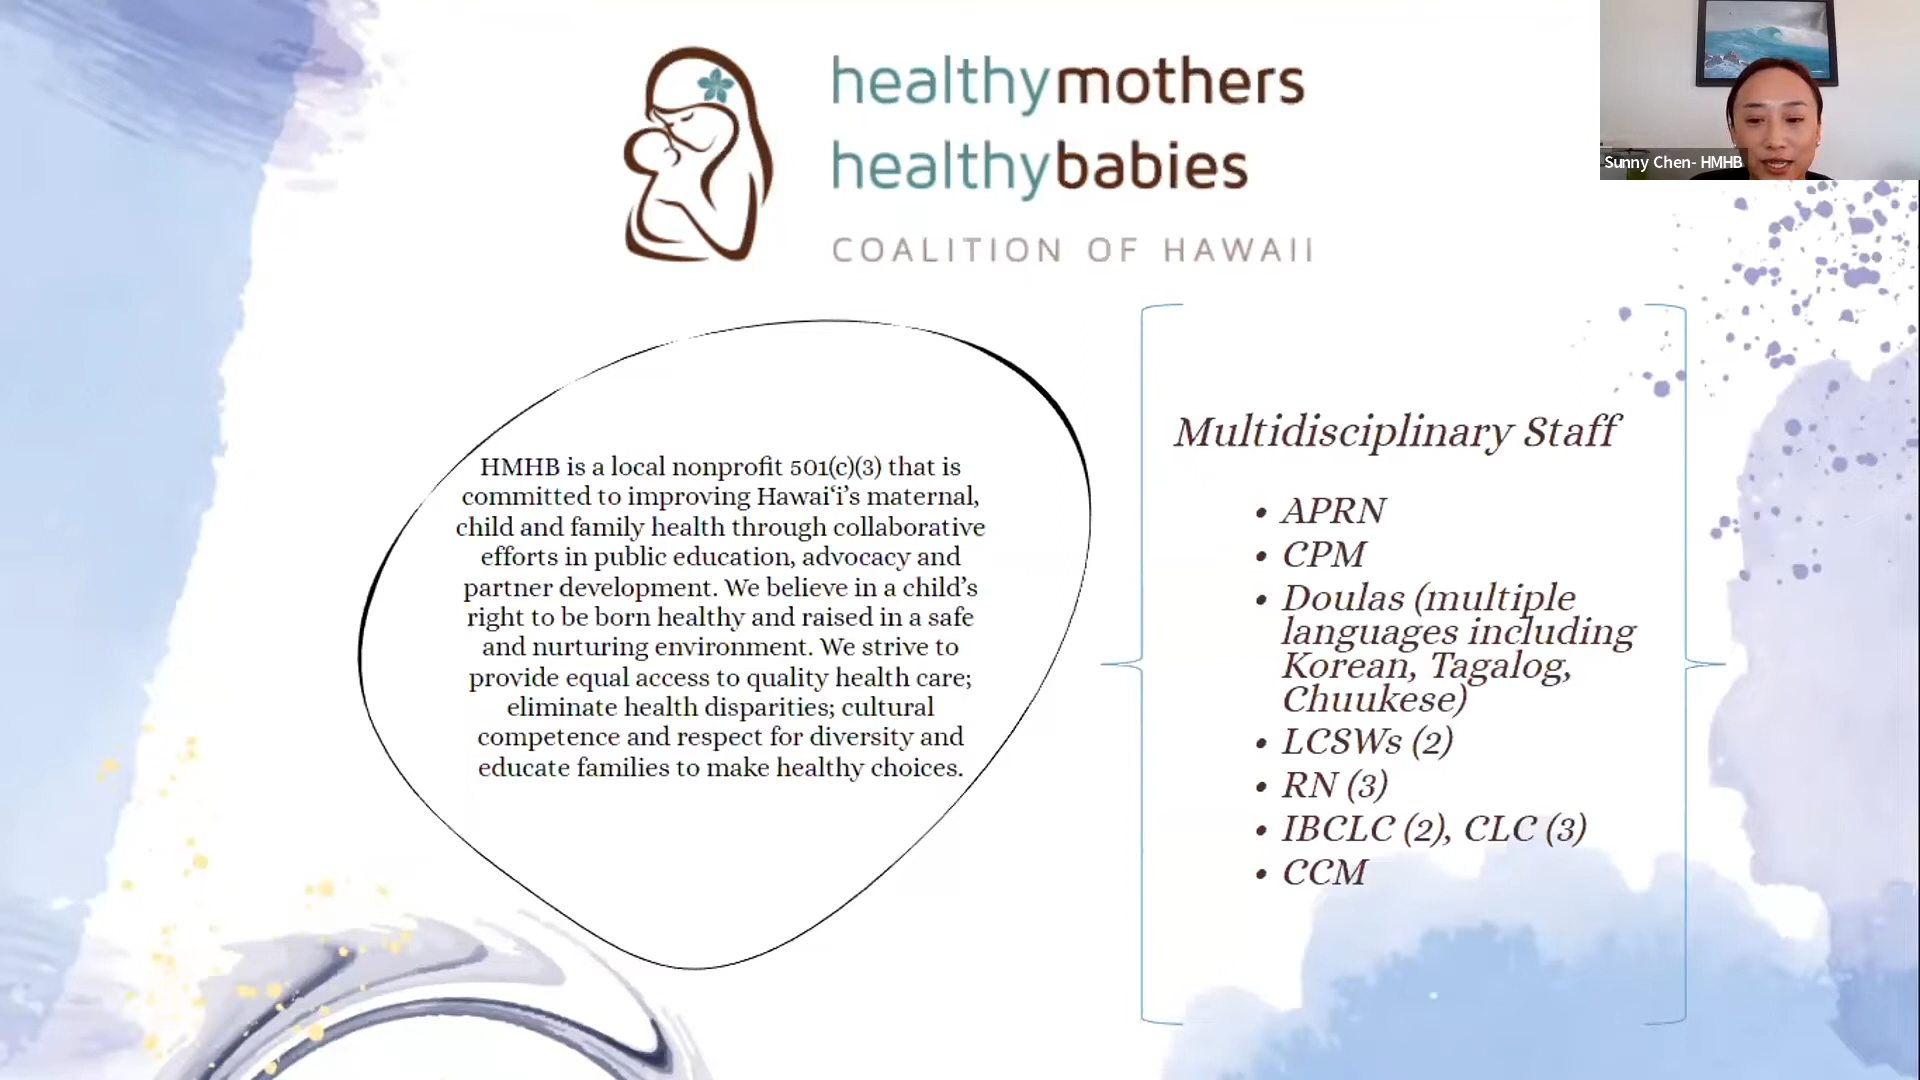 healthymothers
healthybabies
COALITION OF HAWAII
Sunny Chen- HMHB
HMHB is a local nonprofit 501(c)(3) that is
committed to improving Hawaiʻi’s maternal,
child and family health through collaborative
efforts in public education, advocacy and
partner development. We believe in a child’s
right to be born healthy and raised in a safe
and nurturing environment. We strive to
provide equal access to quality health care;
eliminate health disparities; cultural
competence and respect for diversity and
educate families to make healthy choices.
Multidisciplinary Staff
• APRN
• CPM
• Doulas (multiple
languages including
Korean, Tagalog,
Chuukese)
• LCSWs (2)
• RN (3)
• IBCLC (2), CLC (3)
• CCM